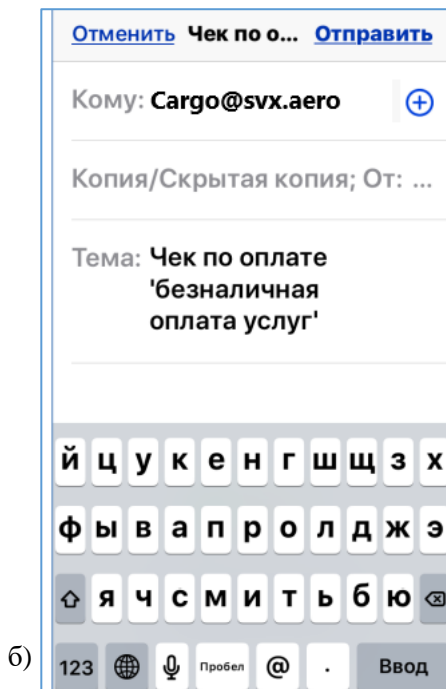 Отменить Чек по о... Отправить
Кому: Cargo@svx.aero
Копия/Скрытая копия; От: ...
Тема: Чек по оплате
'безналичная
оплата услуг'
й ц у к е н г ш щ з х
ф ы в а п р о л д ж э
я ч с м и т ь б ю
б) 123 Пробел @ . Ввод